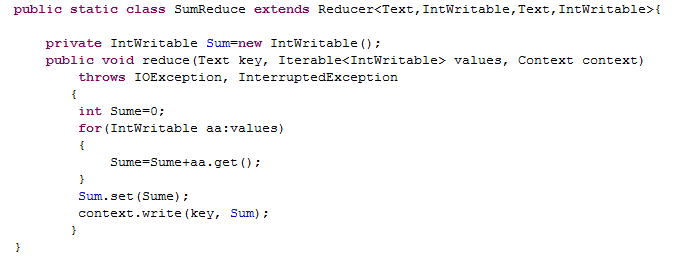 public static class SumReduce extends Reducer<Text,IntWritable,Text,IntWritable>{
private IntWritable Sum=new IntWritable();
public void reduce(Text key, Iterable<IntWritable> values, Context context)
throws IOException, InterruptedException
{
int Sume=0;
for(IntWritable aa:values)
{
Sume=Sume+aa.get();
}
Sum.set(Sume);
context.write(key, Sum);
}
}